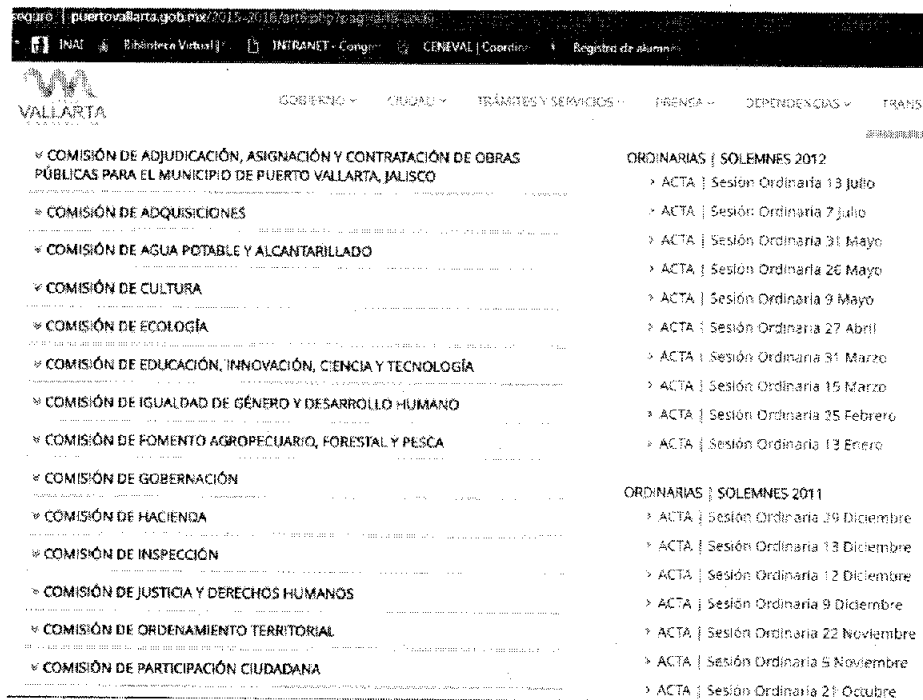 seguro | puertovallarta.gob.mx/2015-2018/art8.php?pag=
INAI Biblioteca Virtual INTRANET - Congre CENEVAL | Coordin Registro de alumno
VALLARTA
GOBIERNO CIUDAD TRÁMITES Y SERVICIOS PRENSA DEPENDENCIAS TRANS
COMISIÓN DE ADJUDICACIÓN, ASIGNACIÓN Y CONTRATACIÓN DE OBRAS
PÚBLICAS PARA EL MUNICIPIO DE PUERTO VALLARTA, JALISCO
COMISIÓN DE ADQUISICIONES
COMISIÓN DE AGUA POTABLE Y ALCANTARILLADO
COMISIÓN DE CULTURA
COMISIÓN DE ECOLOGÍA
COMISIÓN DE EDUCACIÓN, INNOVACIÓN, CIENCIA Y TECNOLOGÍA
COMISIÓN DE IGUALDAD DE GÉNERO Y DESARROLLO HUMANO
COMISIÓN DE FOMENTO AGROPECUARIO, FORESTAL Y PESCA
COMISIÓN DE GOBERNACIÓN
COMISIÓN DE HACIENDA
COMISIÓN DE INSPECCIÓN
COMISIÓN DE JUSTICIA Y DERECHOS HUMANOS
COMISIÓN DE ORDENAMIENTO TERRITORIAL
COMISIÓN DE PARTICIPACIÓN CIUDADANA
ORDINARIAS | SOLEMNES 2012
> ACTA | Sesión Ordinaria 13 Julio
> ACTA | Sesión Ordinaria 7 Julio
> ACTA | Sesión Ordinaria 31 Mayo
> ACTA | Sesión Ordinaria 26 Mayo
> ACTA | Sesión Ordinaria 9 Mayo
> ACTA | Sesión Ordinaria 27 Abril
> ACTA | Sesión Ordinaria 31 Marzo
> ACTA | Sesión Ordinaria 15 Marzo
> ACTA | Sesión Ordinaria 25 Febrero
> ACTA | Sesión Ordinaria 13 Enero
ORDINARIAS | SOLEMNES 2011
> ACTA | Sesión Ordinaria 29 Diciembre
> ACTA | Sesión Ordinaria 13 Diciembre
> ACTA | Sesión Ordinaria 12 Diciembre
> ACTA | Sesión Ordinaria 9 Diciembre
> ACTA | Sesión Ordinaria 22 Noviembre
> ACTA | Sesión Ordinaria 5 Noviembre
> ACTA | Sesión Ordinaria 21 Octubre